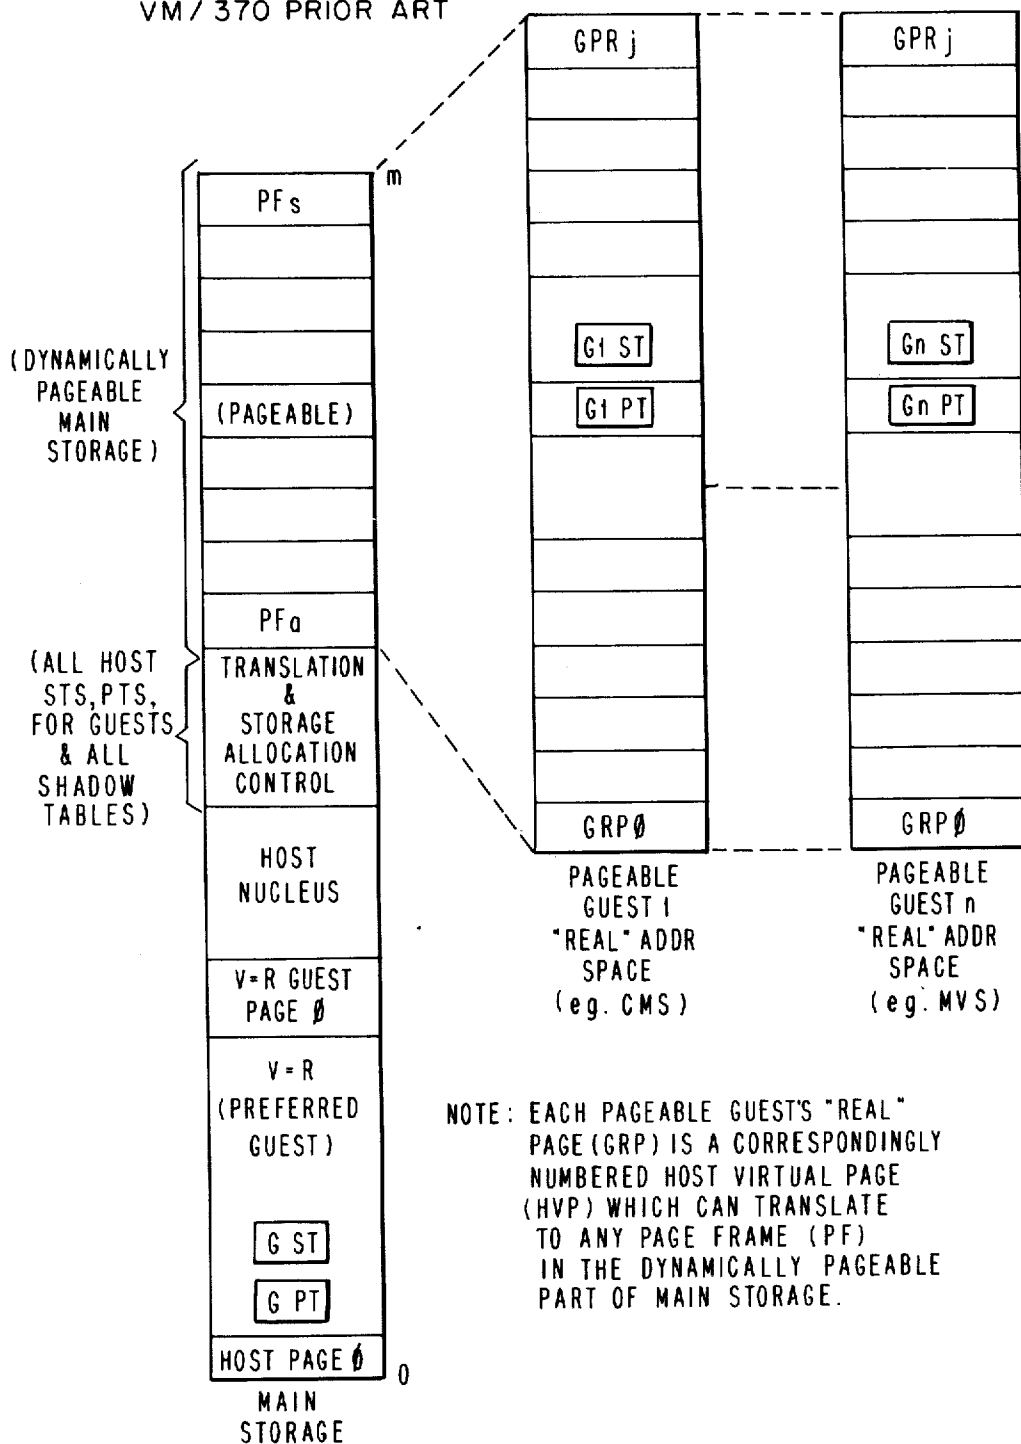 VM/370 PRIOR ART
m
PFs
(PAGEABLE)
PFa
TRANSLATION
&
STORAGE
ALLOCATION
CONTROL
HOST
NUCLEUS
V=R GUEST
PAGE 0
V=R
(PREFERRED
GUEST)
G ST
G PT
HOST PAGE 0
0
MAIN
STORAGE
(DYNAMICALLY
PAGEABLE
MAIN
STORAGE)
(ALL HOST
STS,PTS,
FOR GUESTS
& ALL
SHADOW
TABLES)
GPR j
G1 ST
G1 PT
GRP0
PAGEABLE
GUEST 1
"REAL" ADDR
SPACE
(eg. CMS)
GPR j
Gn ST
Gn PT
GRP0
PAGEABLE
GUEST n
"REAL" ADDR
SPACE
(eg. MVS)
NOTE: EACH PAGEABLE GUEST'S "REAL"
PAGE (GRP) IS A CORRESPONDINGLY
NUMBERED HOST VIRTUAL PAGE
(HVP) WHICH CAN TRANSLATE
TO ANY PAGE FRAME (PF)
IN THE DYNAMICALLY PAGEABLE
PART OF MAIN STORAGE.